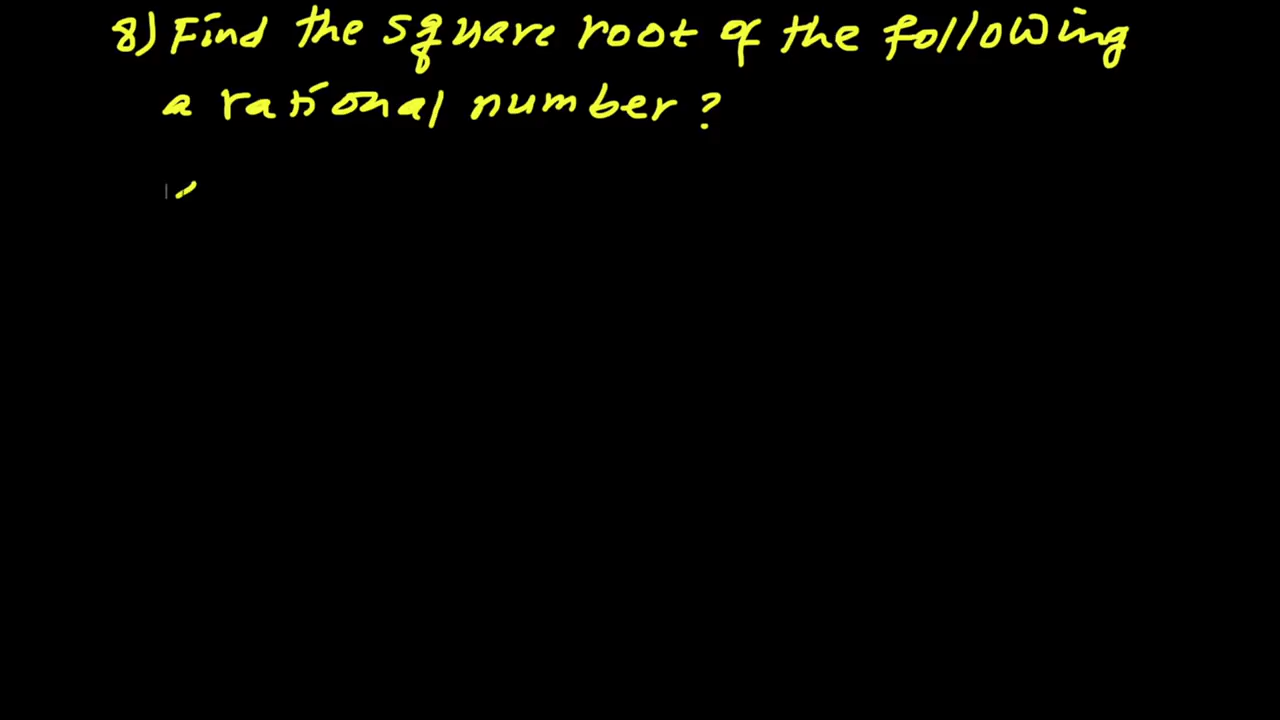 8) Find the square root of the following
a rational number?